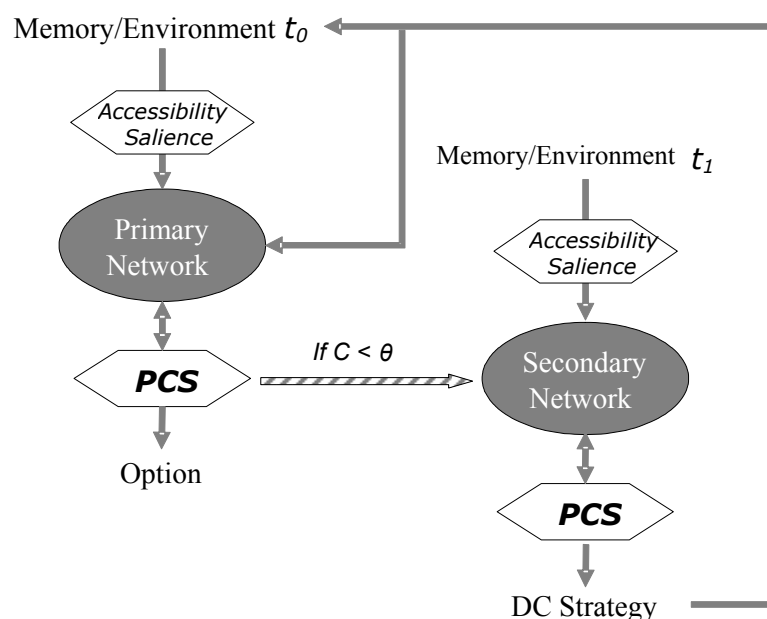 Memory/Environment t0
Accessibility
Salience
Primary
Network
PCS
Option
If C < θ
Memory/Environment t1
Accessibility
Salience
Secondary
Network
PCS
DC Strategy